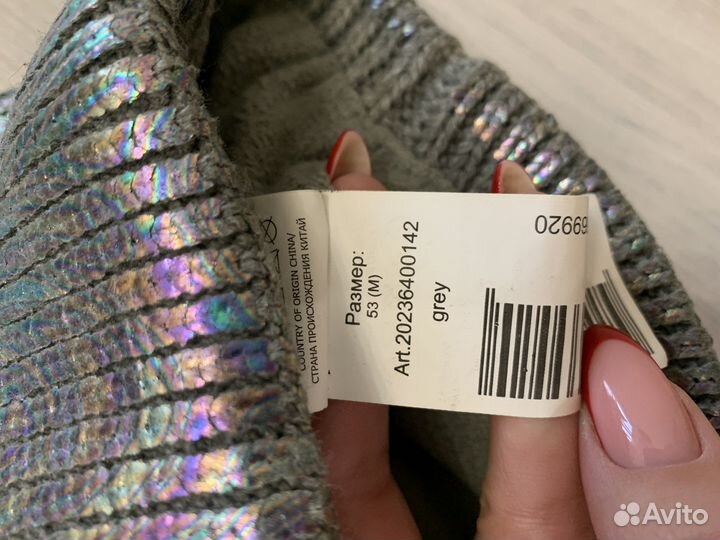 COUNTRY OF ORIGIN CHINA/
СТРАНА ПРОИСХОЖДЕНИЯ КИТАЙ
Размер:
53 (M)
Art.20236400142
grey
69920
Avito